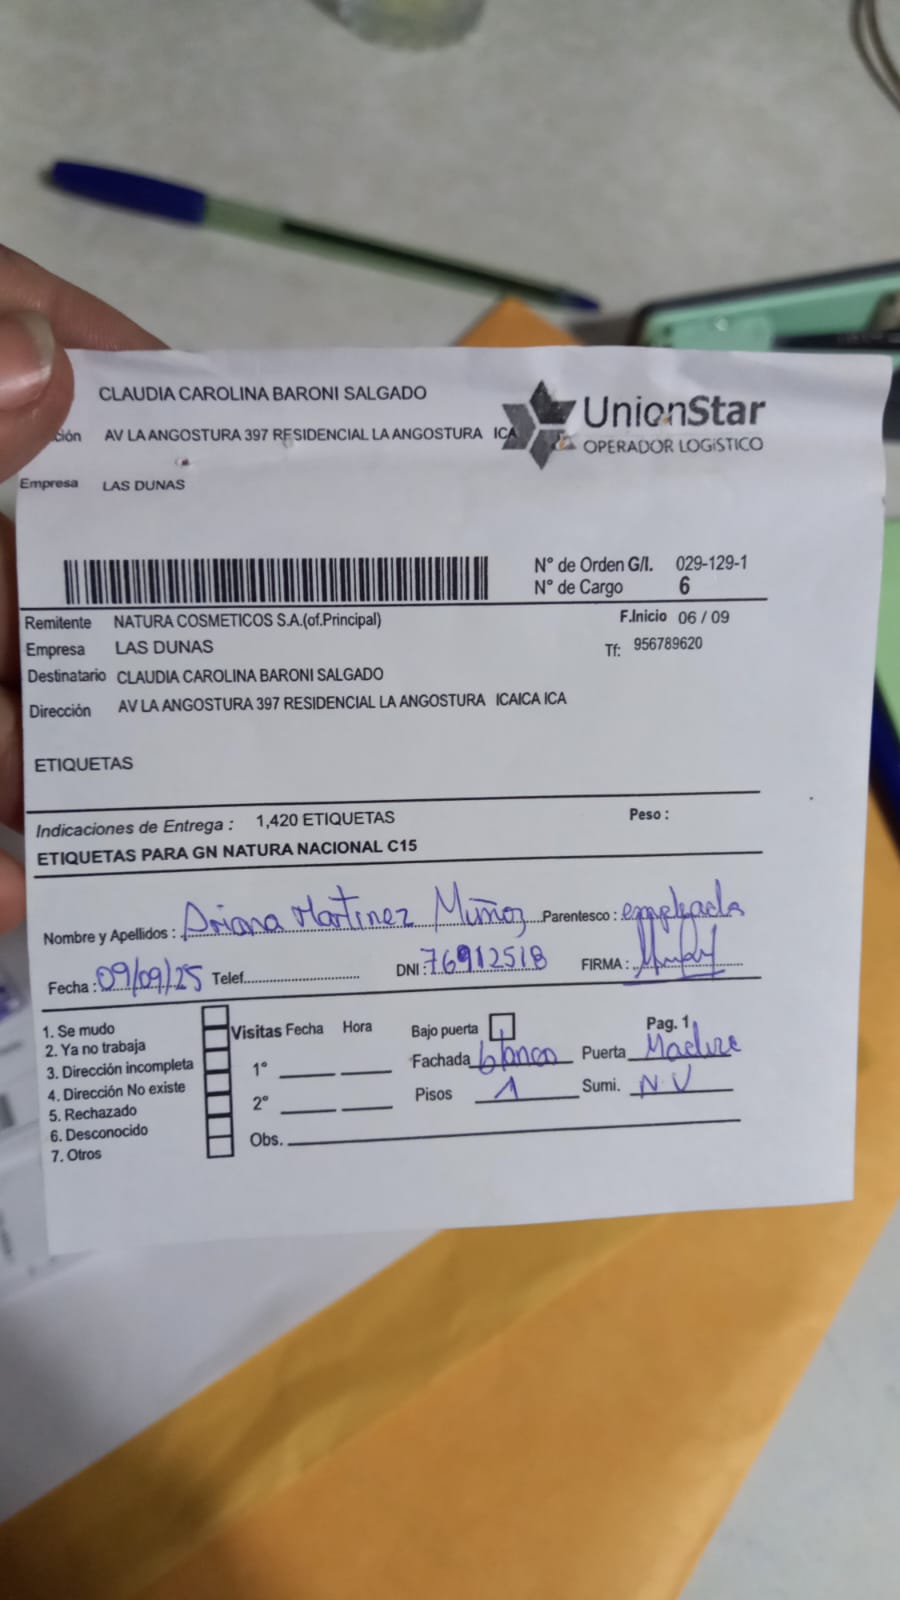 CLAUDIA CAROLINA BARONI SALGADO
ción AV LA ANGOSTURA 397 RESIDENCIAL LA ANGOSTURA ICA
UnionStar
OPERADOR LOGíSTICO
Empresa LAS DUNAS
N° de Orden G/I. 029-129-1
N° de Cargo 6
Remitente NATURA COSMETICOS S.A.(of.Principal) F.Inicio 06 / 09
Empresa LAS DUNAS Tf: 956789620
Destinatario CLAUDIA CAROLINA BARONI SALGADO
Dirección AV LA ANGOSTURA 397 RESIDENCIAL LA ANGOSTURA ICAICA ICA
ETIQUETAS
Indicaciones de Entrega : 1,420 ETIQUETAS Peso :
ETIQUETAS PARA GN NATURA NACIONAL C15
Nombre y Apellidos : Ariana Martinez Muñoz Parentesco : empleada
Fecha : 09/09/25 Telef. DNI : 76912518 FIRMA :
1. Se mudo
2. Ya no trabaja
3. Dirección incompleta
4. Dirección No existe
5. Rechazado
6. Desconocido
7. Otros
Visitas Fecha Hora
1°
2°
Obs.
Bajo puerta Pag. 1
Fachada blanco Puerta Madere
Pisos 1 Sumi. N V